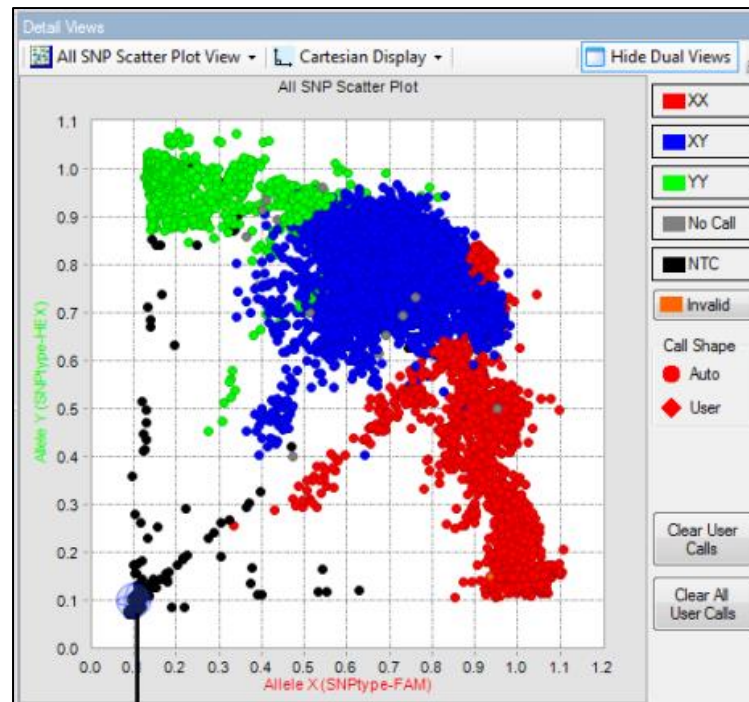 Detail Views
All SNP Scatter Plot View Cartesian Display Hide Dual Views
All SNP Scatter Plot
XX
XY
YY
No Call
NTC
Invalid
Call Shape
Auto
User
Clear User
Calls
Clear All
User Calls
Allele Y (SNPtype-HEX)
1.1
1.0
0.9
0.8
0.7
0.6
0.5
0.4
0.3
0.2
0.1
0.0
0.0 0.1 0.2 0.3 0.4 0.5 0.6 0.7 0.8 0.9 1.0 1.1 1.2
Allele X (SNPtype-FAM)